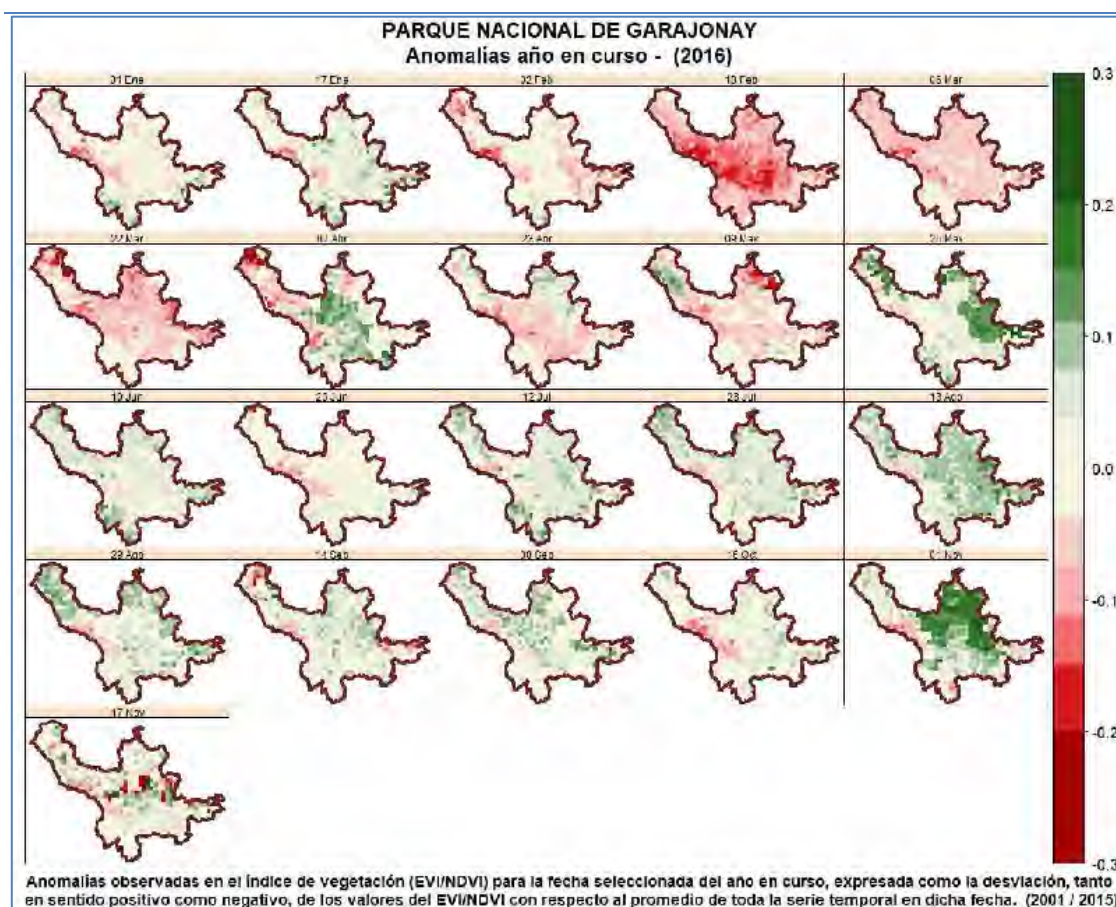 PARQUE NACIONAL DE GARAJONAY
Anomalias año en curso - (2016)
01 Ene 17 Ene 02 Feb 18 Feb 05 Mar
22 Mar 07 Abr 23 Abr 09 May 25 May
10 Jun 26 Jun 12 Jul 28 Jul 13 Ago
29 Ago 14 Sep 30 Sep 16 Oct 01 Nov
17 Nov
0.3
0.2
0.1
0.0
-0.1
-0.2
-0.3
Anomalías observadas en el índice de vegetación (EVI/NDVI) para la fecha seleccionada del año en curso, expresada como la desviación, tanto
en sentido positivo como negativo, de los valores del EVI/NDVI con respecto al promedio de toda la serie temporal en dicha fecha. (2001 / 2015